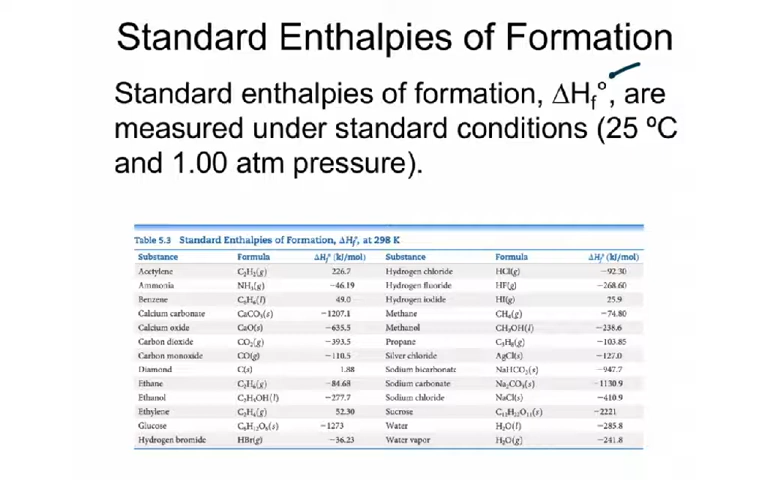 Standard Enthalpies of Formation
Standard enthalpies of formation, ΔHf°, are
measured under standard conditions (25 ºC
and 1.00 atm pressure).
Table 5.3 Standard Enthalpies of Formation, ΔHf°, at 298 K
Substance Formula ΔHf° (kJ/mol) Substance Formula ΔHf° (kJ/mol)
Acetylene C₂H₂(g) 226.7 Hydrogen chloride HCl(g) −92.30
Ammonia NH₃(g) −46.19 Hydrogen fluoride HF(g) −268.60
Benzene C₆H₆(l) 49.0 Hydrogen iodide HI(g) 25.9
Calcium carbonate CaCO₃(s) −1207.1 Methane CH₄(g) −74.80
Calcium oxide CaO(s) −635.5 Methanol CH₃OH(l) −238.6
Carbon dioxide CO₂(g) −393.5 Propane C₃H₈(g) −103.85
Carbon monoxide CO(g) −110.5 Silver chloride AgCl(s) −127.0
Diamond C(s) 1.88 Sodium bicarbonate NaHCO₃(s) −947.7
Ethane C₂H₆(g) −84.68 Sodium carbonate Na₂CO₃(s) −1130.9
Ethanol C₂H₅OH(l) −277.7 Sodium chloride NaCl(s) −410.9
Ethylene C₂H₄(g) 52.30 Sucrose C₁₂H₂₂O₁₁(s) −2221
Glucose C₆H₁₂O₆(s) −1273 Water H₂O(l) −285.8
Hydrogen bromide HBr(g) −36.23 Water vapor H₂O(g) −241.8